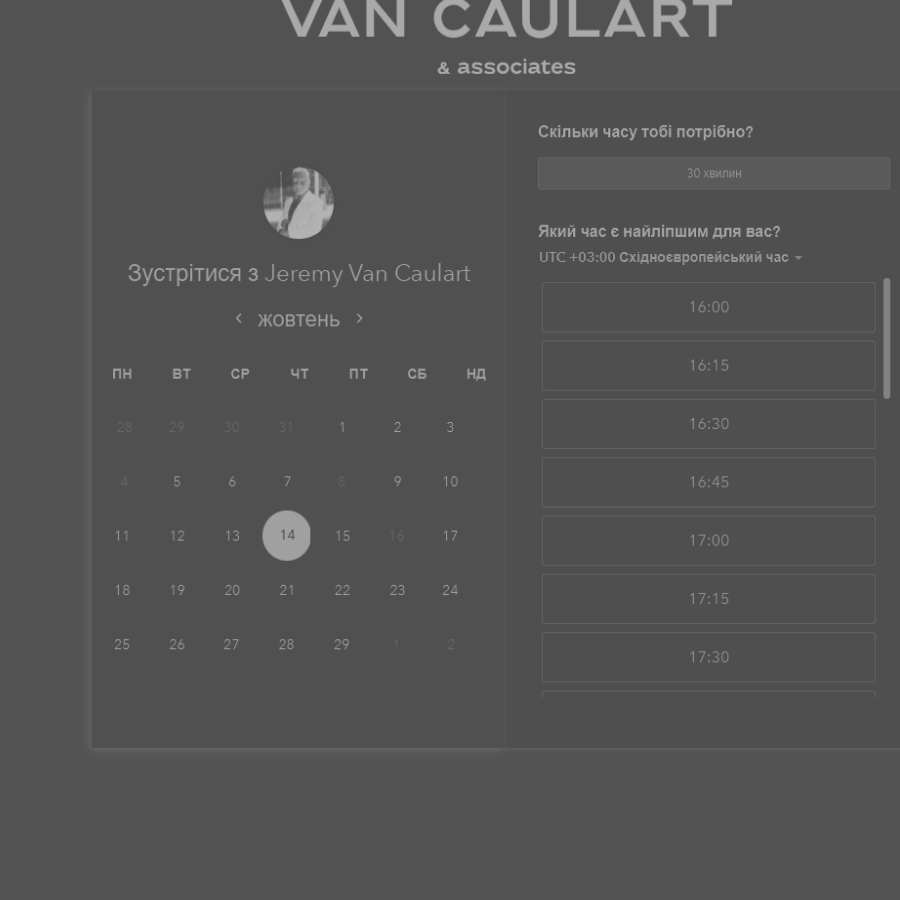 VAN CAULART
& associates
Зустрітися з Jeremy Van Caulart
жовтень
ПН ВТ СР ЧТ ПТ СБ НД
28 29 30 31 1 2 3
4 5 6 7 8 9 10
11 12 13 14 15 16 17
18 19 20 21 22 23 24
25 26 27 28 29 1 2
Скільки часу тобі потрібно?
30 хвилин
Який час є найліпшим для вас?
UTC +03:00 Східноєвропейський час
16:00
16:15
16:30
16:45
17:00
17:15
17:30